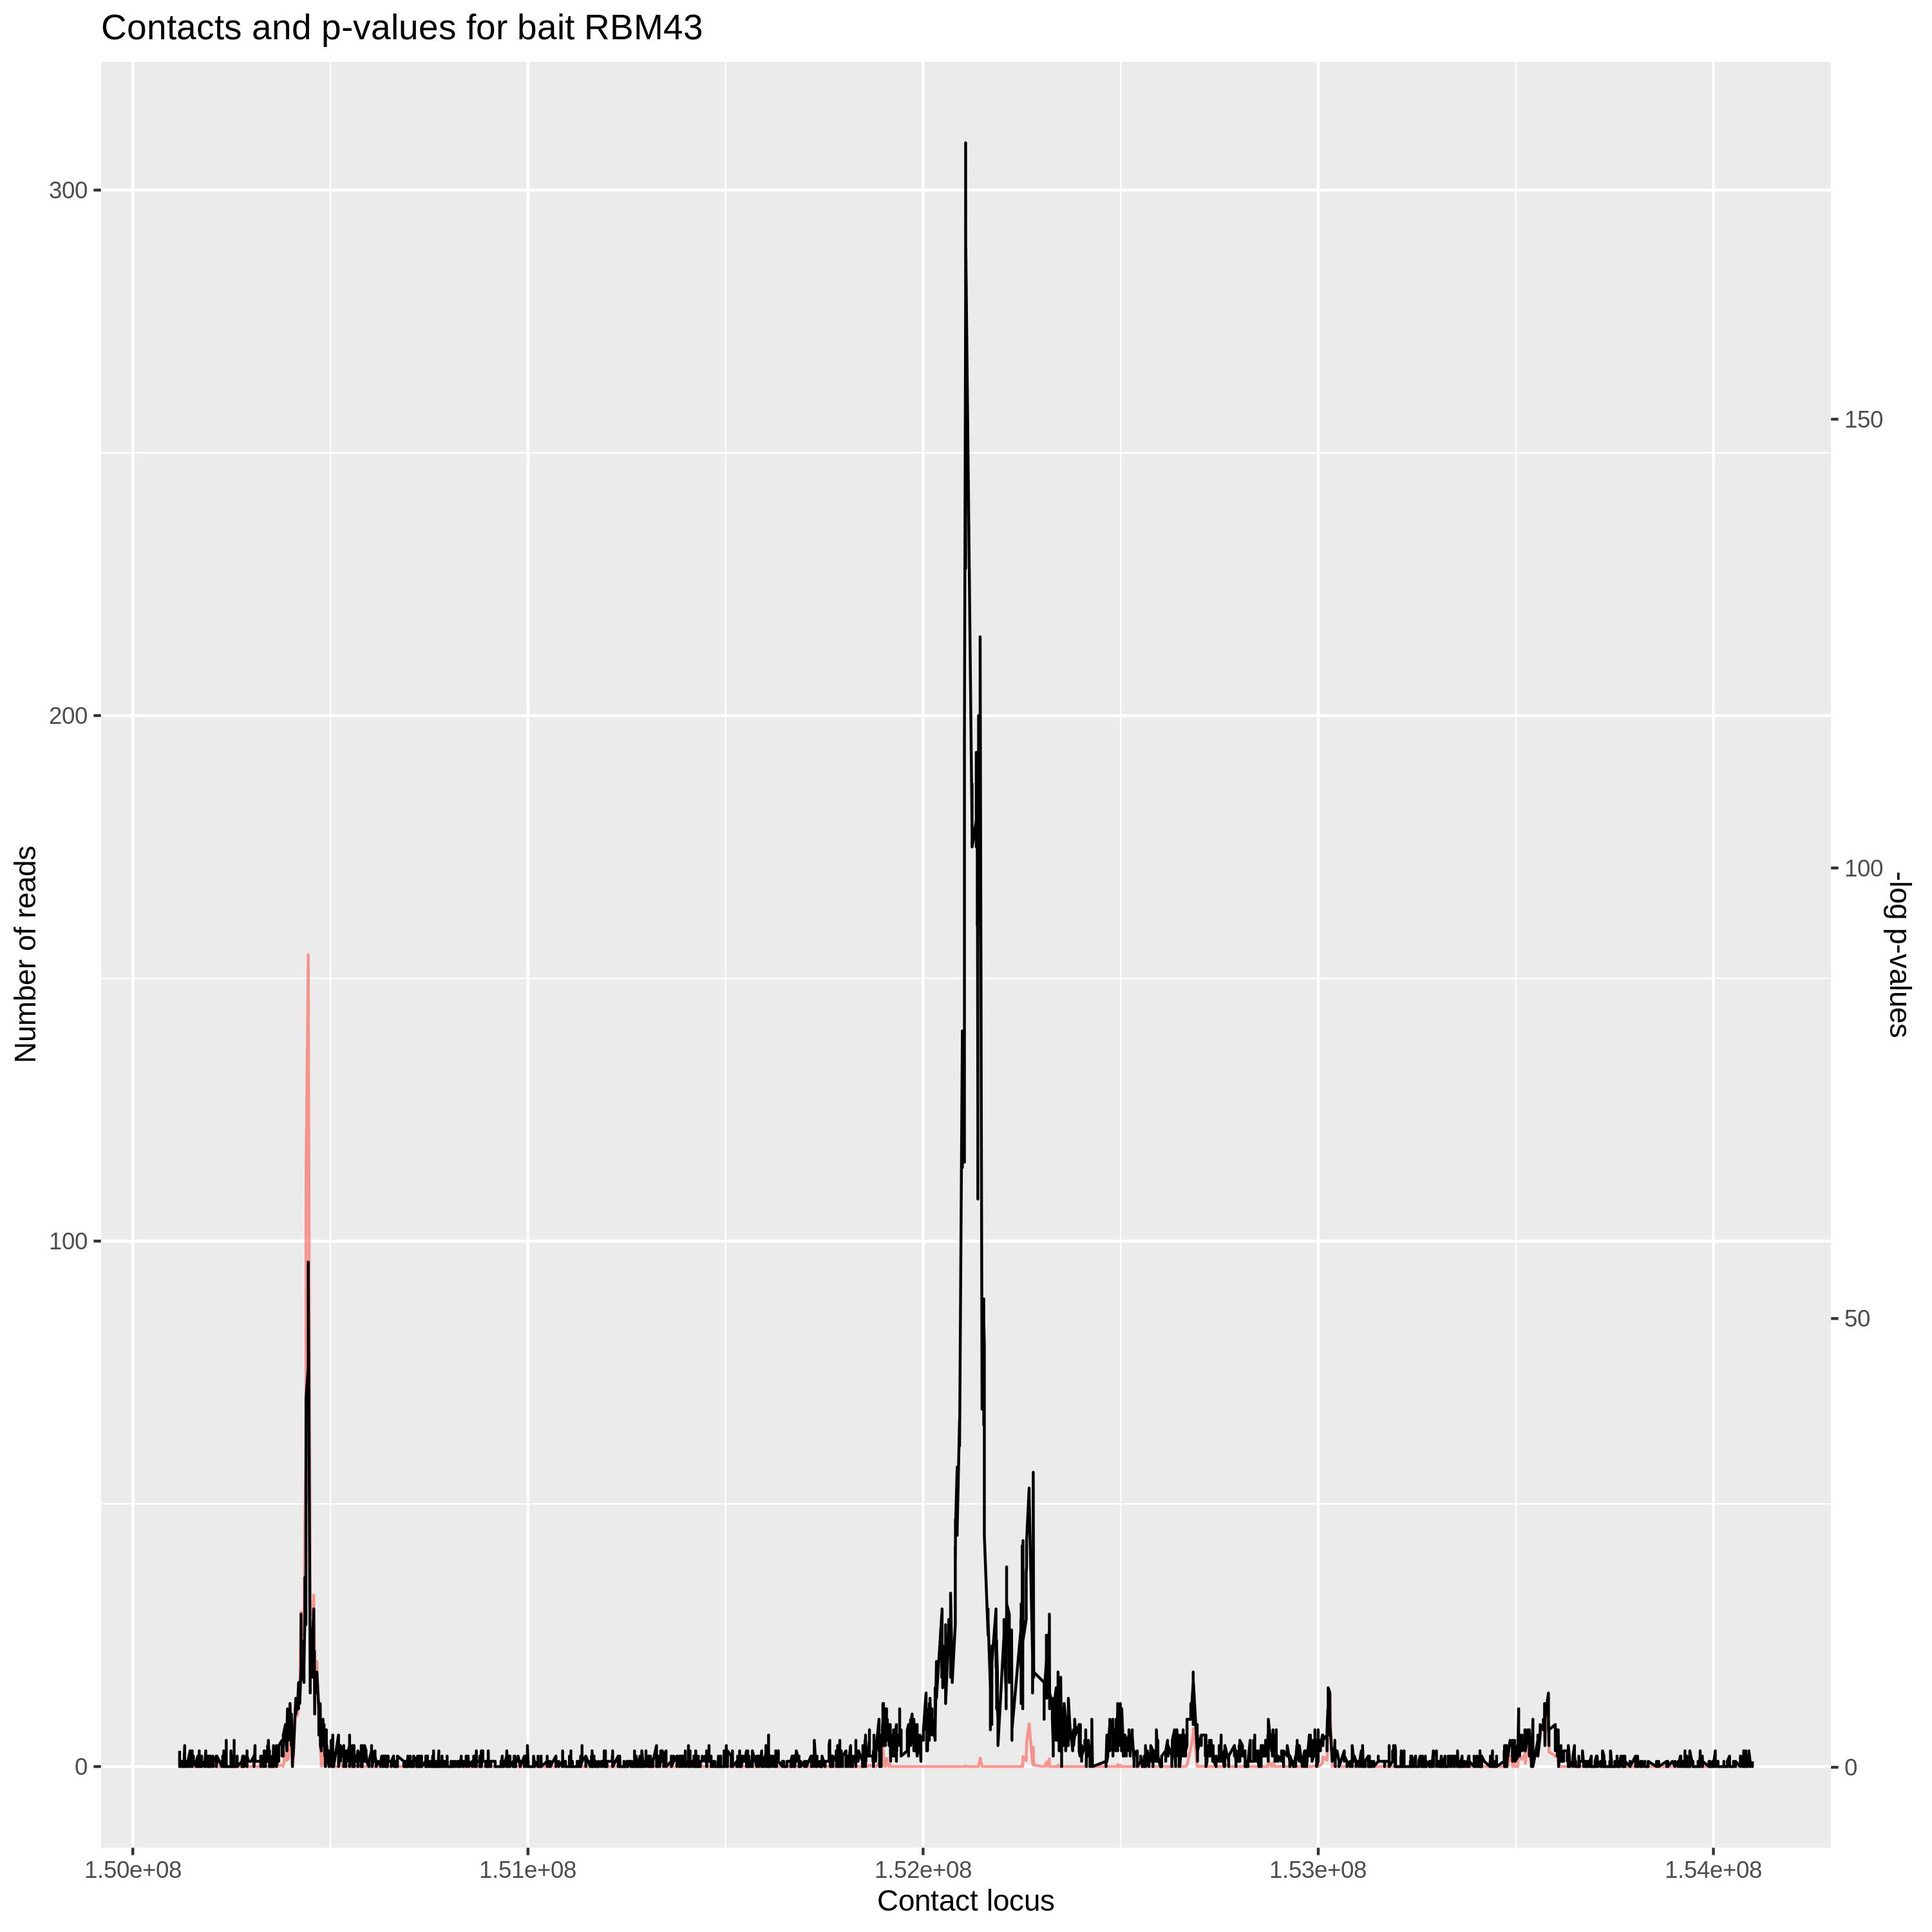 Contacts and p-values for bait RBM43
300
200
100
0
Number of reads
150
100
50
0
-log p-values
1.50e+08 1.51e+08 1.52e+08 1.53e+08 1.54e+08
Contact locus